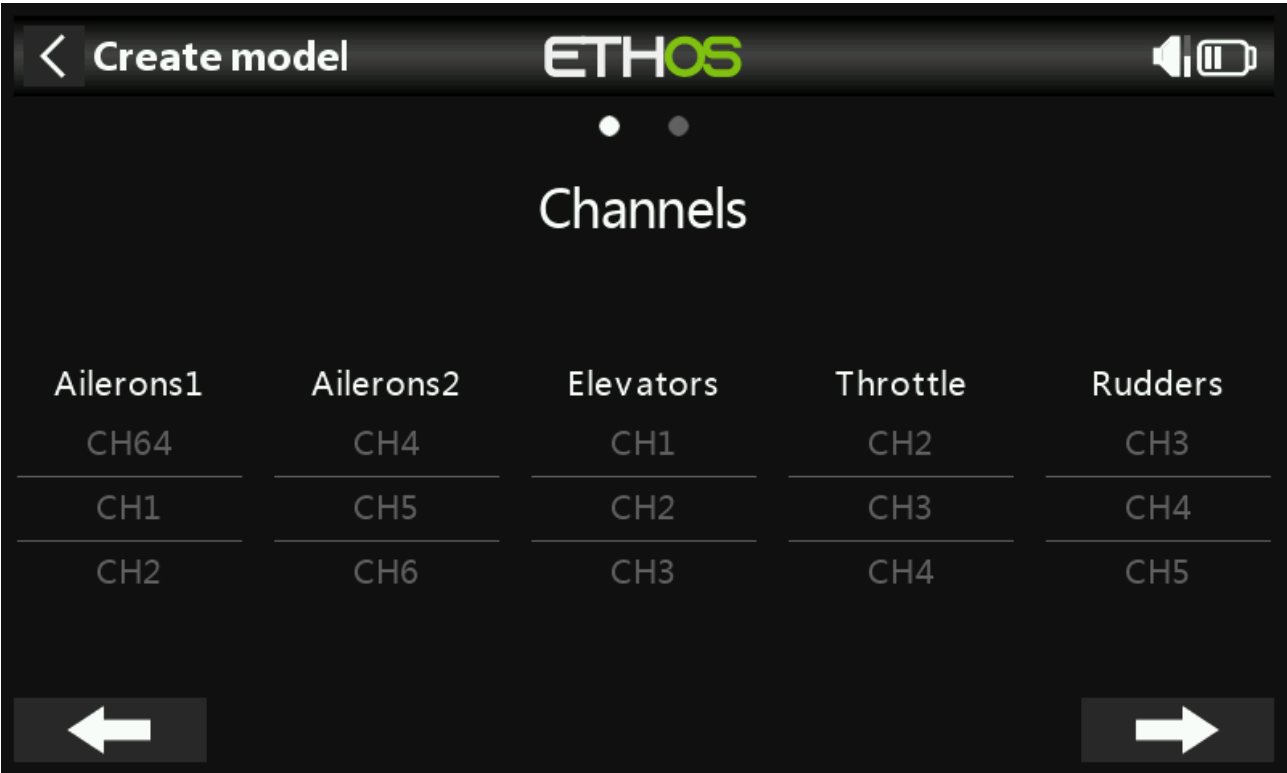 Create model ETHOS
Channels
Ailerons1 Ailerons2 Elevators Throttle Rudders
CH64 CH4 CH1 CH2 CH3
CH1 CH5 CH2 CH3 CH4
CH2 CH6 CH3 CH4 CH5